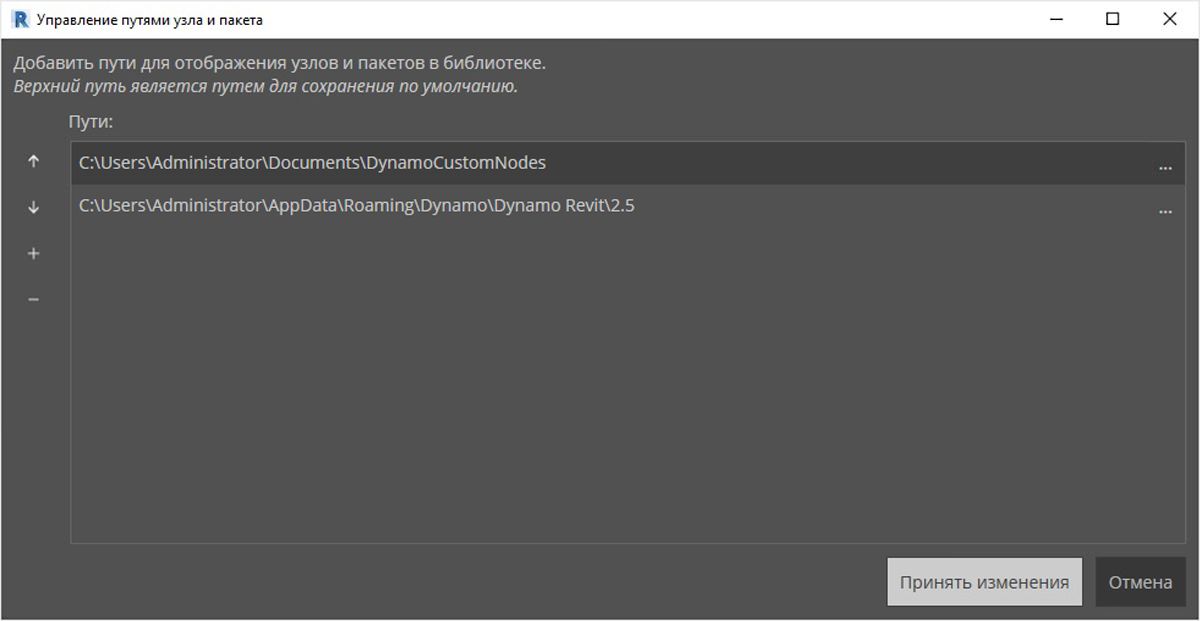 Управление путями узла и пакета
Добавить пути для отображения узлов и пакетов в библиотеке.
Верхний путь является путем для сохранения по умолчанию.
Пути:
C:\Users\Administrator\Documents\DynamoCustomNodes
...
C:\Users\Administrator\AppData\Roaming\Dynamo\Dynamo Revit\2.5
...
Принять изменения
Отмена